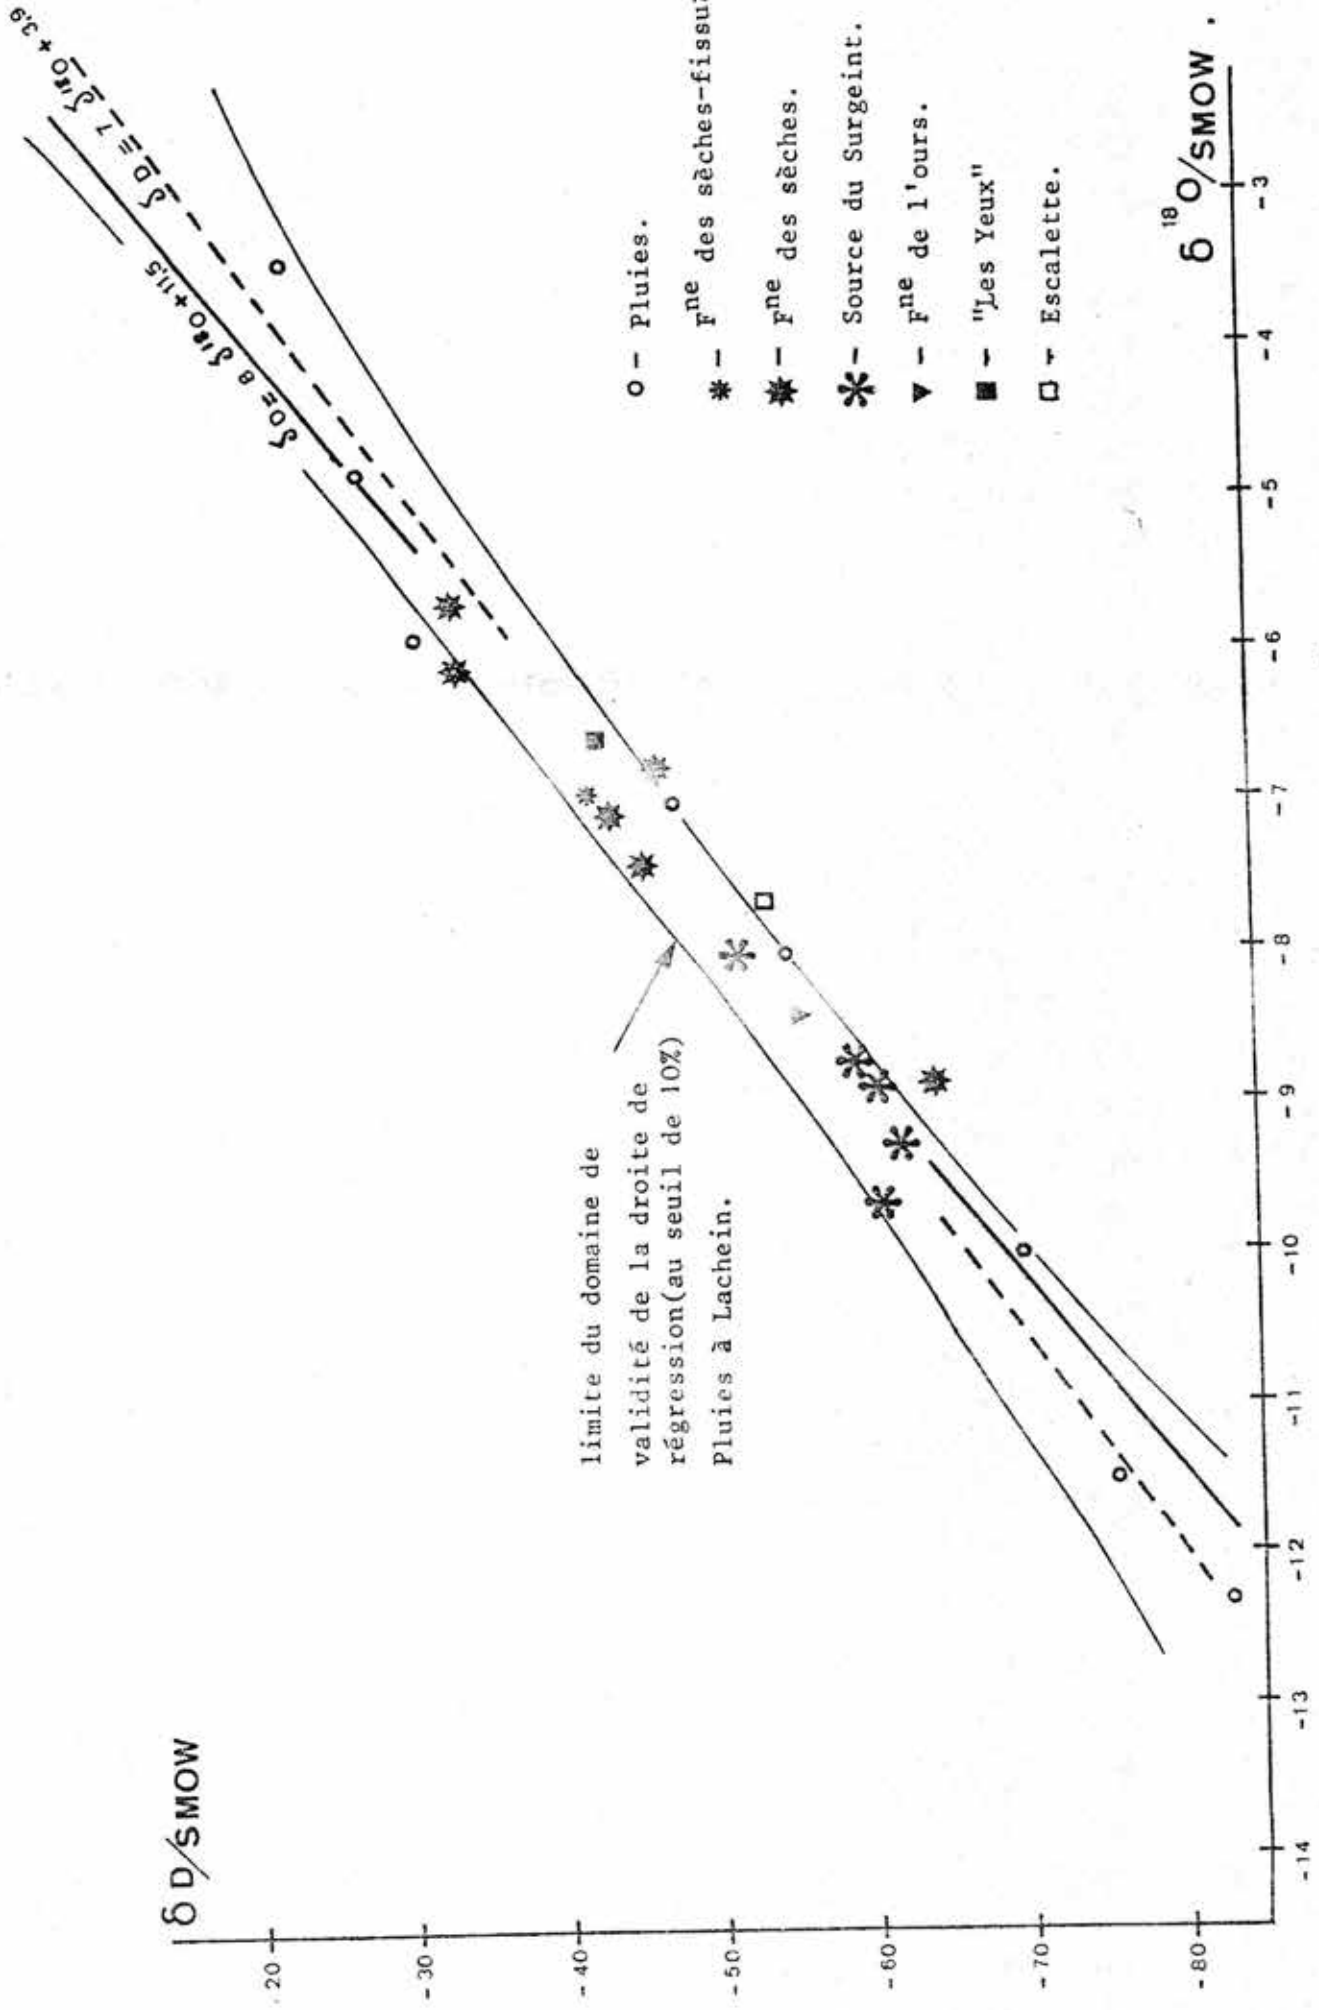 δ D/SMOW
-20
-30
-40
-50
-60
-70
-80
-14
-13
-12
-11
-10
-9
-8
-7
-6
-5
-4
-3
δ ¹⁸O/SMOW .
δD = 8 δ18O + 11,5
δD = 7 δ18O + 3,9
limite du domaine de
validité de la droite de
régression(au seuil de 10%)
Pluies à Lachein.
o - Pluies.
- Fⁿᵉ des sèches-fissu
- Fⁿᵉ des sèches.
- Source du Surgeint.
- Fⁿᵉ de l'ours.
- "Les Yeux"
- Escalette.